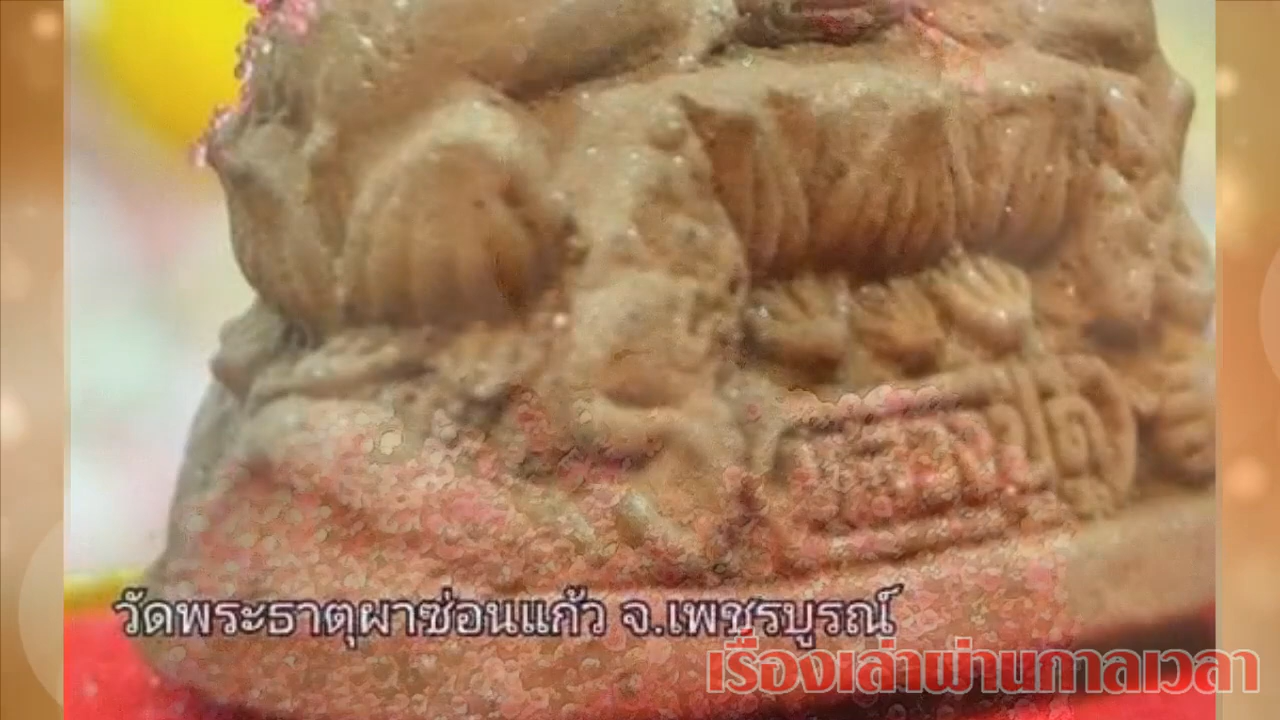 วัดพระธาตุผาซ่อนแก้ว จ.เพชรบูรณ์
เรื่องเล่าผ่านกาลเวลา